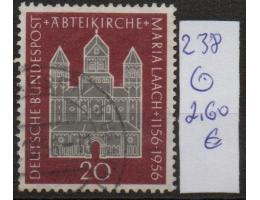 + ABTEIKIRCHE +
DEUTSCHE BUNDESPOST
MARIA LAACH + 1156-1956
20
238
2,60
€